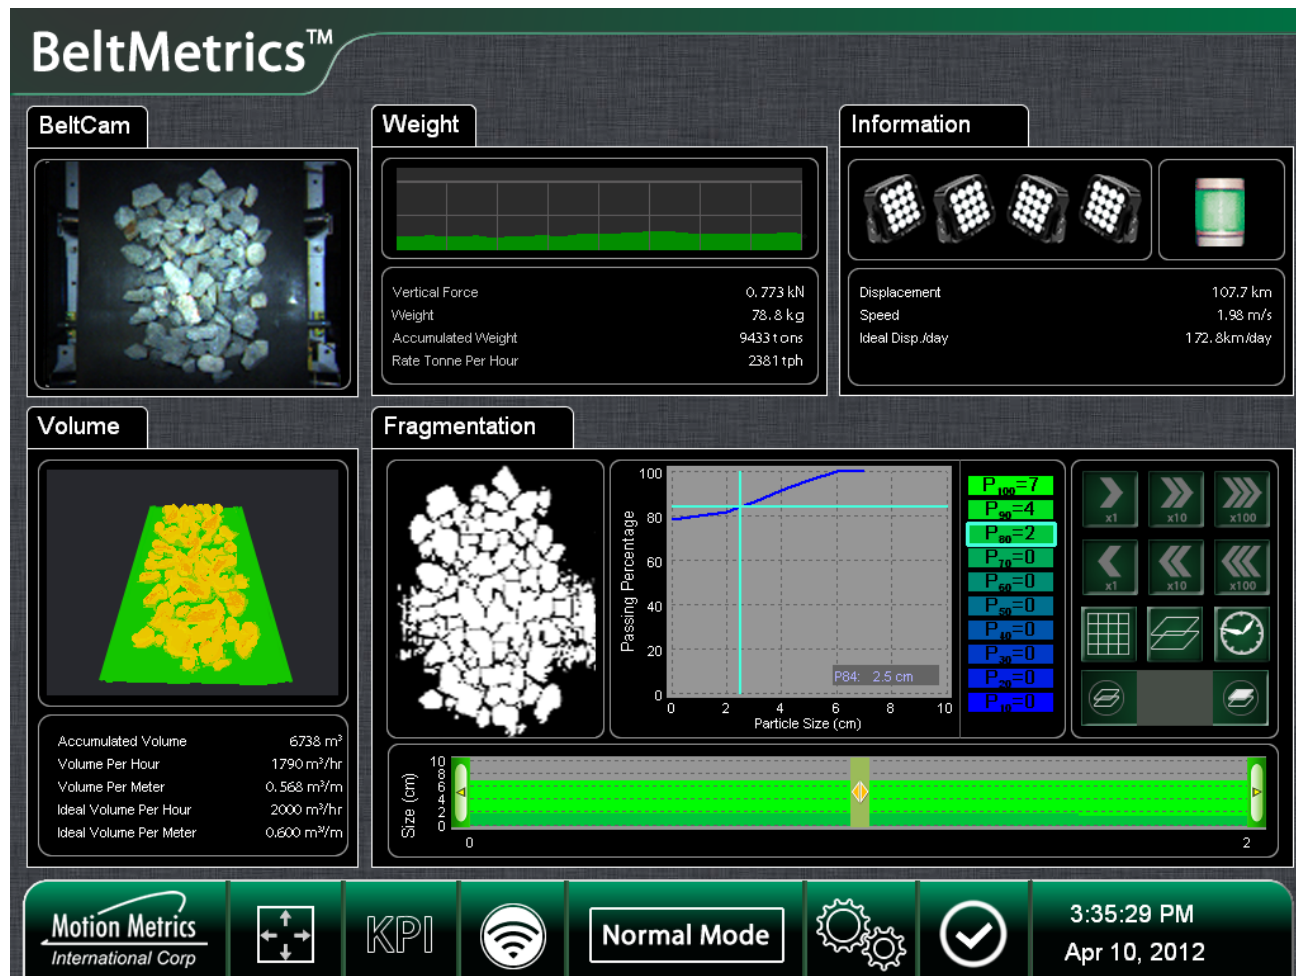 BeltMetrics™
BeltCam
Weight
Vertical Force 0.773 kN
Weight 78.8 kg
Accumulated Weight 9433 tons
Rate Tonne Per Hour 2381 tph
Information
Displacement 107.7 km
Speed 1.98 m/s
Ideal Disp./day 172.8km/day
Volume
Accumulated Volume 6738 m³
Volume Per Hour 1790 m³/hr
Volume Per Meter 0.568 m³/m
Ideal Volume Per Hour 2000 m³/hr
Ideal Volume Per Meter 0.600 m³/m
Fragmentation
Passing Percentage
100
80
60
40
20
0
0 2 4 6 8 10
Particle Size (cm)
P84: 2.5 cm
P100=7
P90=4
P80=2
P70=0
P60=0
P50=0
P40=0
P30=0
P20=0
P10=0
x1 x10 x100
x1 x10 x100
Size (cm)
10
8
6
4
2
0
0 2
Motion Metrics
International Corp
KPI
Normal Mode
3:35:29 PM
Apr 10, 2012